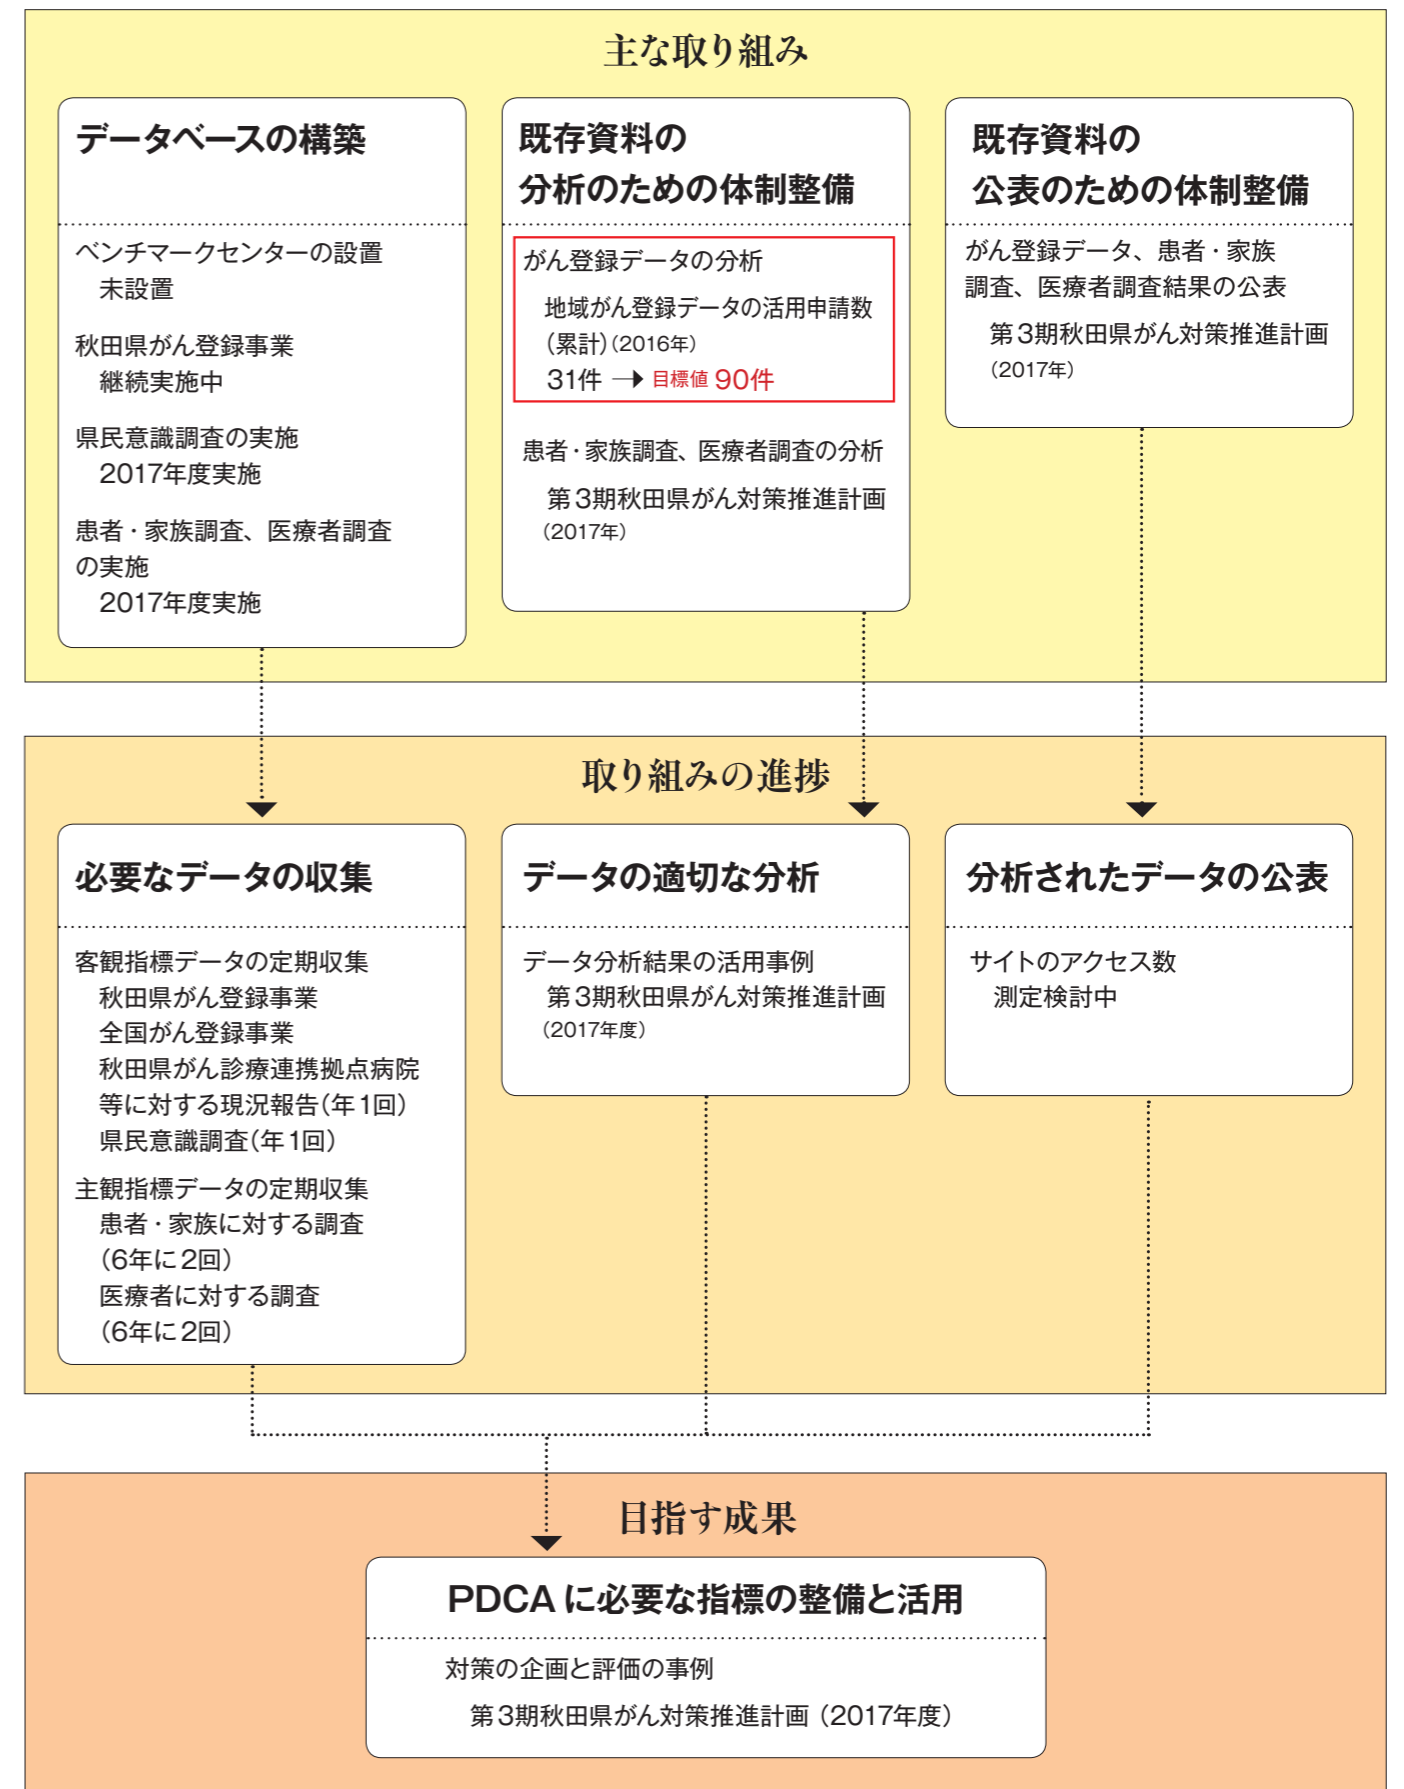 主な取り組み
データベースの構築
ベンチマークセンターの設置
未設置
秋田県がん登録事業
継続実施中
県民意識調査の実施
2017年度実施
患者・家族調査、医療者調査
の実施
2017年度実施
既存資料の
分析のための体制整備
がん登録データの分析
地域がん登録データの活用申請数
（累計）（2016年）
31件 → 目標値 90件
患者・家族調査、医療者調査の分析
第3期秋田県がん対策推進計画
（2017年）
既存資料の
公表のための体制整備
がん登録データ、患者・家族
調査、医療者調査結果の公表
第3期秋田県がん対策推進計画
（2017年）
取り組みの進捗
必要なデータの収集
客観指標データの定期収集
秋田県がん登録事業
全国がん登録事業
秋田県がん診療連携拠点病院
等に対する現況報告（年1回）
県民意識調査（年1回）
主観指標データの定期収集
患者・家族に対する調査
（6年に2回）
医療者に対する調査
（6年に2回）
データの適切な分析
データ分析結果の活用事例
第3期秋田県がん対策推進計画
（2017年度）
分析されたデータの公表
サイトのアクセス数
測定検討中
目指す成果
PDCAに必要な指標の整備と活用
対策の企画と評価の事例
第3期秋田県がん対策推進計画（2017年度）